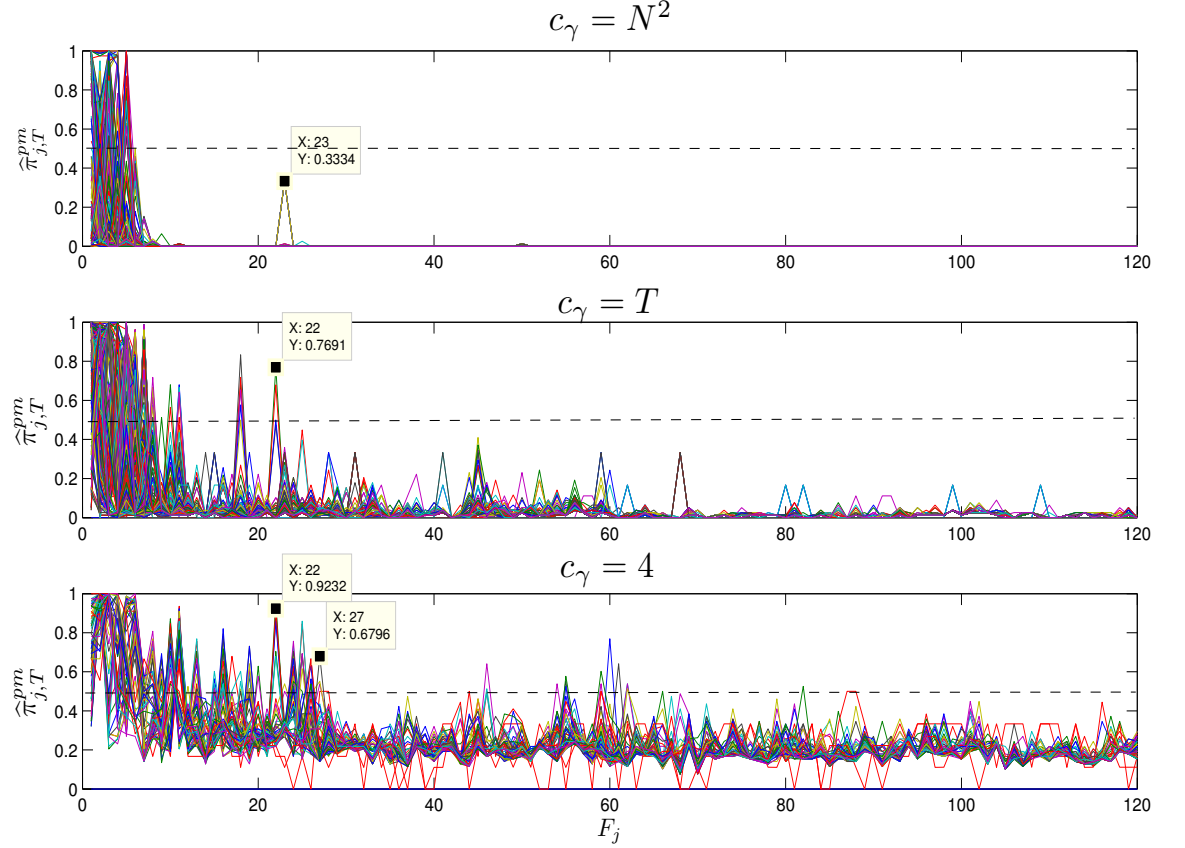 c_γ = N²
1
0.8
0.6
0.4
0.2
0
π̂^{pm}_{j,T}
X: 23
Y: 0.3334
0 20 40 60 80 100 120
c_γ = T
1
0.8
0.6
0.4
0.2
0
π̂^{pm}_{j,T}
X: 22
Y: 0.7691
0 20 40 60 80 100 120
c_γ = 4
1
0.8
0.6
0.4
0.2
0
π̂^{pm}_{j,T}
X: 22
Y: 0.9232
X: 27
Y: 0.6796
0 20 40 60 80 100 120
F_j